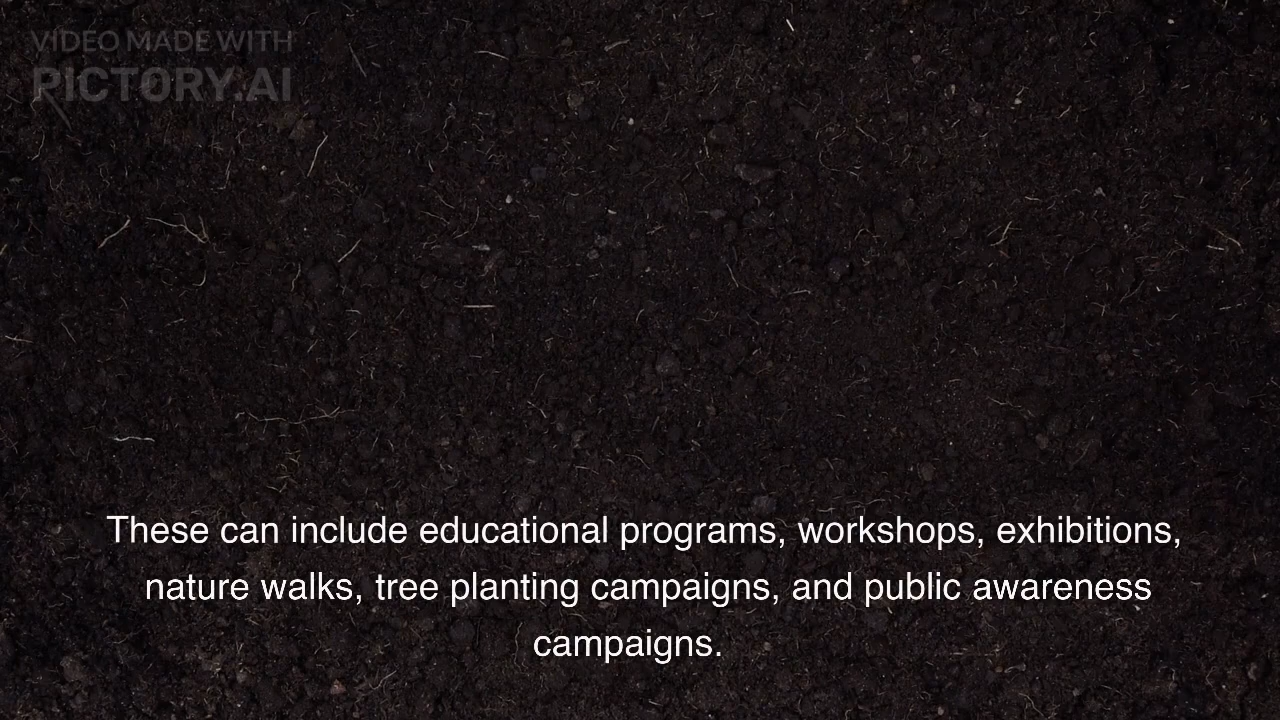 VIDEO MADE WITH
PICTORY.AI
These can include educational programs, workshops, exhibitions,
nature walks, tree planting campaigns, and public awareness
campaigns.